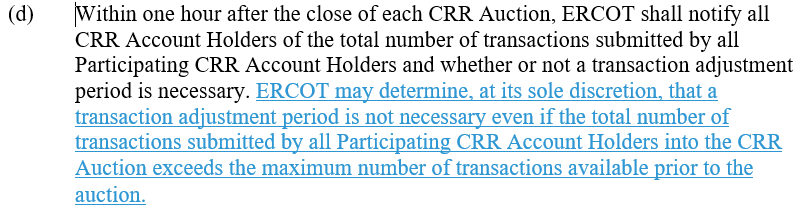 (d) Within one hour after the close of each CRR Auction, ERCOT shall notify all
CRR Account Holders of the total number of transactions submitted by all
Participating CRR Account Holders and whether or not a transaction adjustment
period is necessary. ERCOT may determine, at its sole discretion, that a
transaction adjustment period is not necessary even if the total number of
transactions submitted by all Participating CRR Account Holders into the CRR
Auction exceeds the maximum number of transactions available prior to the
auction.